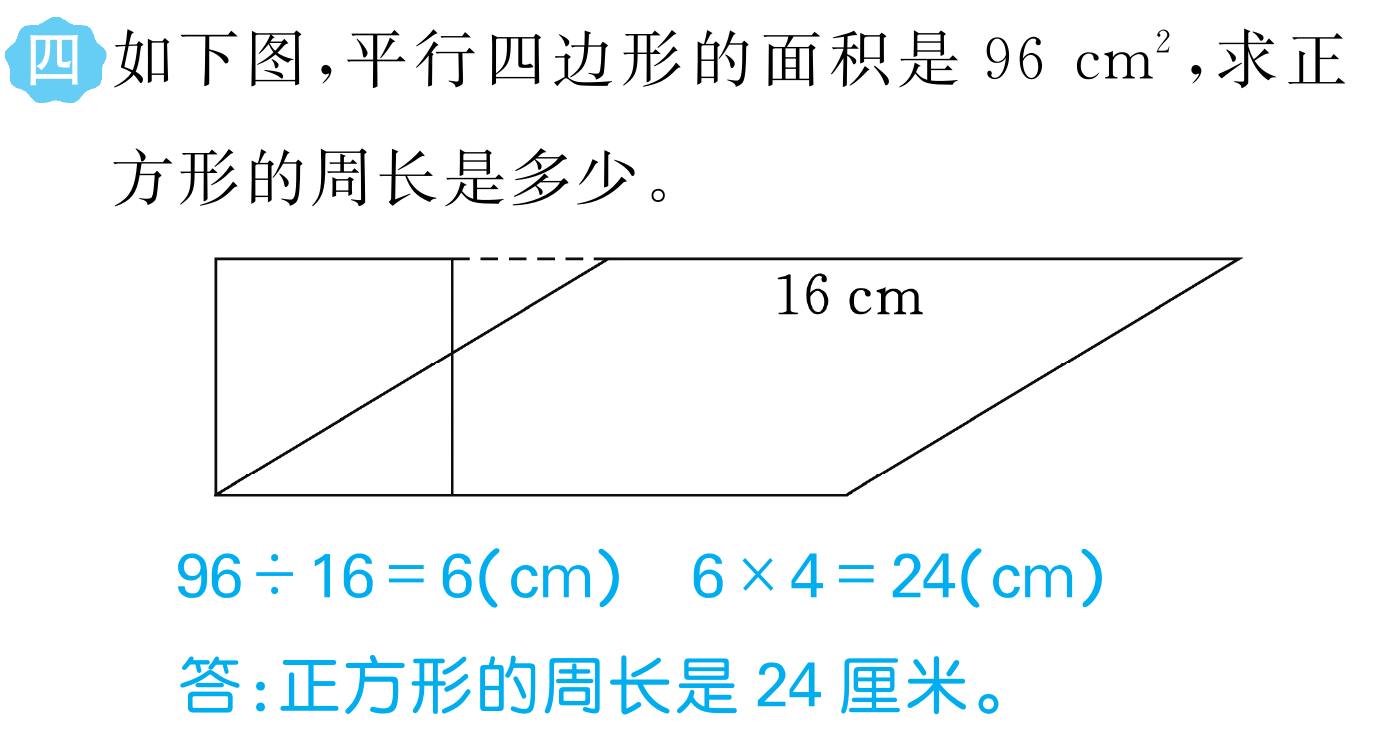 四 如下图,平行四边形的面积是 96 cm²,求正
方形的周长是多少。
16 cm
96÷16=6(cm) 6×4=24(cm)
答:正方形的周长是 24 厘米。